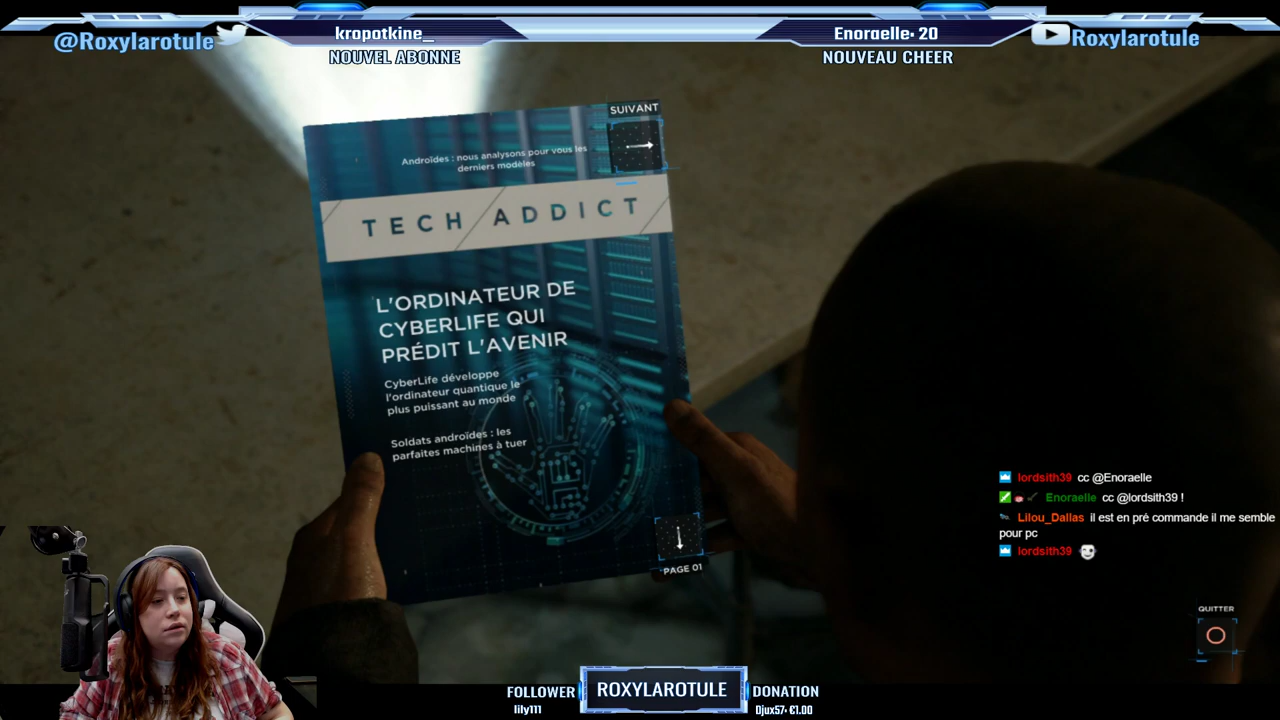 @Roxylarotule
kropotkine_
NOUVEL ABONNE
Enoraelle• 20
NOUVEAU CHEER
Roxylarotule
SUIVANT
Androïdes : nous analysons pour vous les
derniers modèles
TECH ADDICT
L'ORDINATEUR DE
CYBERLIFE QUI
PRÉDIT L'AVENIR
CyberLife développe
l'ordinateur quantique le
plus puissant au monde
Soldats androïdes : les
parfaites machines à tuer
PAGE 01
lordsith39 cc @Enoraelle
Enoraelle cc @lordsith39 !
Lilou_Dallas il est en pré commande il me semble
pour pc
lordsith39
QUITTER
FOLLOWER
lily111
ROXYLAROTULE
DONATION
Djux57• €1.00